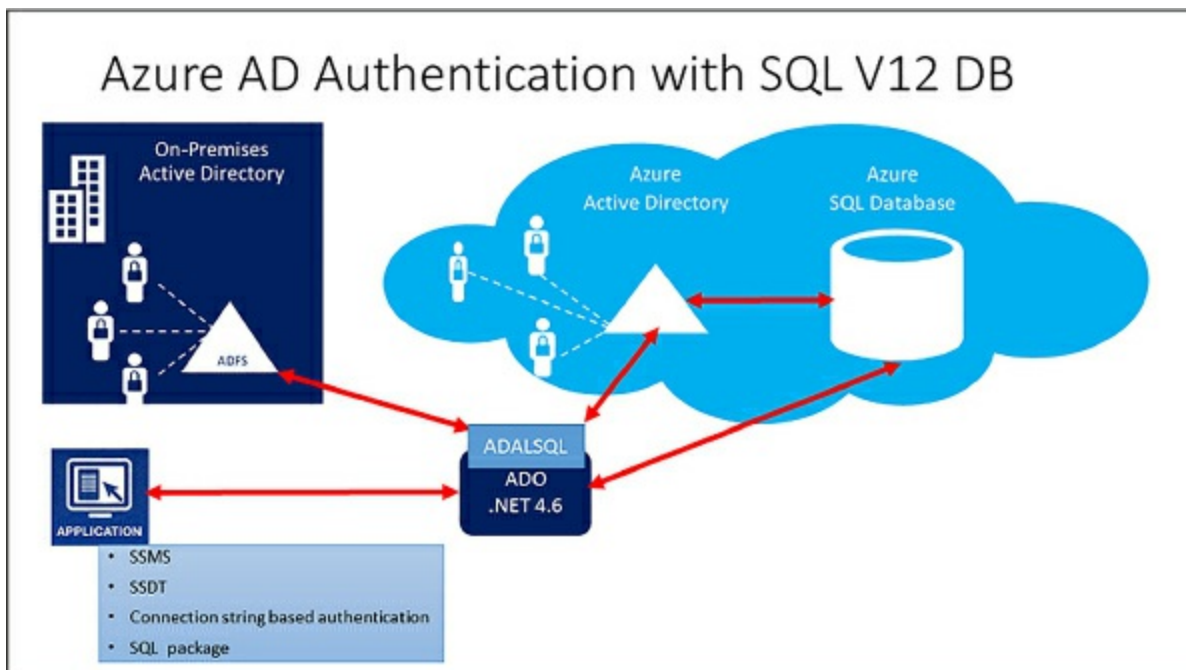 Azure AD Authentication with SQL V12 DB
On-Premises
Active Directory
Azure
Active Directory
Azure
SQL Database
ADFS
ADALSQL
ADO
.NET 4.6
APPLICATION
• SSMS
• SSDT
• Connection string based authentication
• SQL package